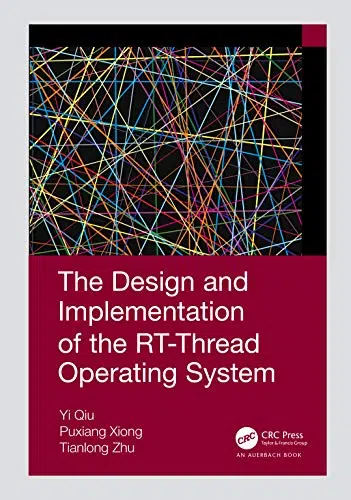 The Design and
Implementation
of the RT-Thread
Operating System
Yi Qiu
Puxiang Xiong
Tianlong Zhu
CRC
CRC Press
Taylor & Francis Group
AN AUERBACH BOOK